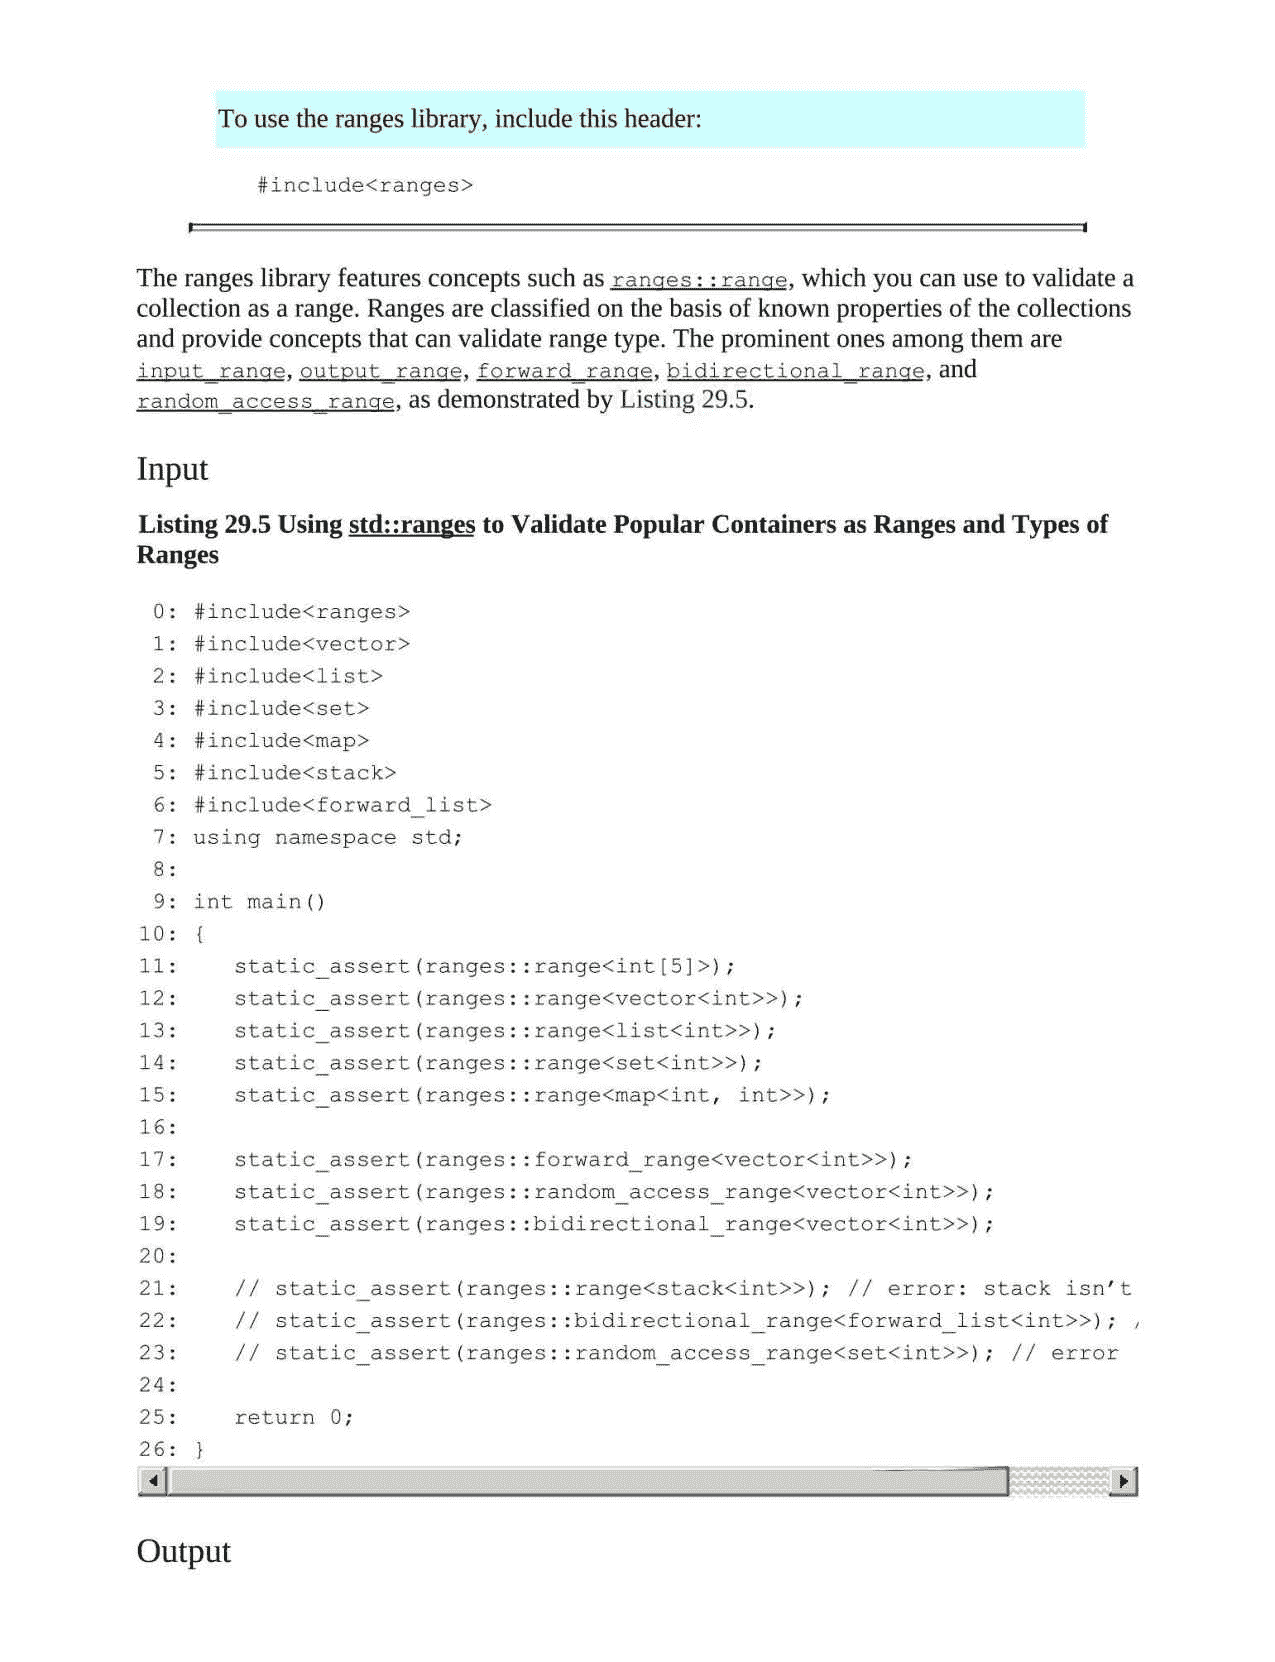 To use the ranges library, include this header:
#include<ranges>
The ranges library features concepts such as ranges::range, which you can use to validate a
collection as a range. Ranges are classified on the basis of known properties of the collections
and provide concepts that can validate range type. The prominent ones among them are
input_range, output_range, forward_range, bidirectional_range, and
random_access_range, as demonstrated by Listing 29.5.
Input
Listing 29.5 Using std::ranges to Validate Popular Containers as Ranges and Types of
Ranges
0: #include<ranges>
1: #include<vector>
2: #include<list>
3: #include<set>
4: #include<map>
5: #include<stack>
6: #include<forward_list>
7: using namespace std;
8:
9: int main()
10: {
11:    static_assert(ranges::range<int[5]>);
12:    static_assert(ranges::range<vector<int>>);
13:    static_assert(ranges::range<list<int>>);
14:    static_assert(ranges::range<set<int>>);
15:    static_assert(ranges::range<map<int, int>>);
16:
17:    static_assert(ranges::forward_range<vector<int>>);
18:    static_assert(ranges::random_access_range<vector<int>>);
19:    static_assert(ranges::bidirectional_range<vector<int>>);
20:
21:    // static_assert(ranges::range<stack<int>>); // error: stack isn't
22:    // static_assert(ranges::bidirectional_range<forward_list<int>>); /
23:    // static_assert(ranges::random_access_range<set<int>>); // error
24:
25:    return 0;
26: }
Output